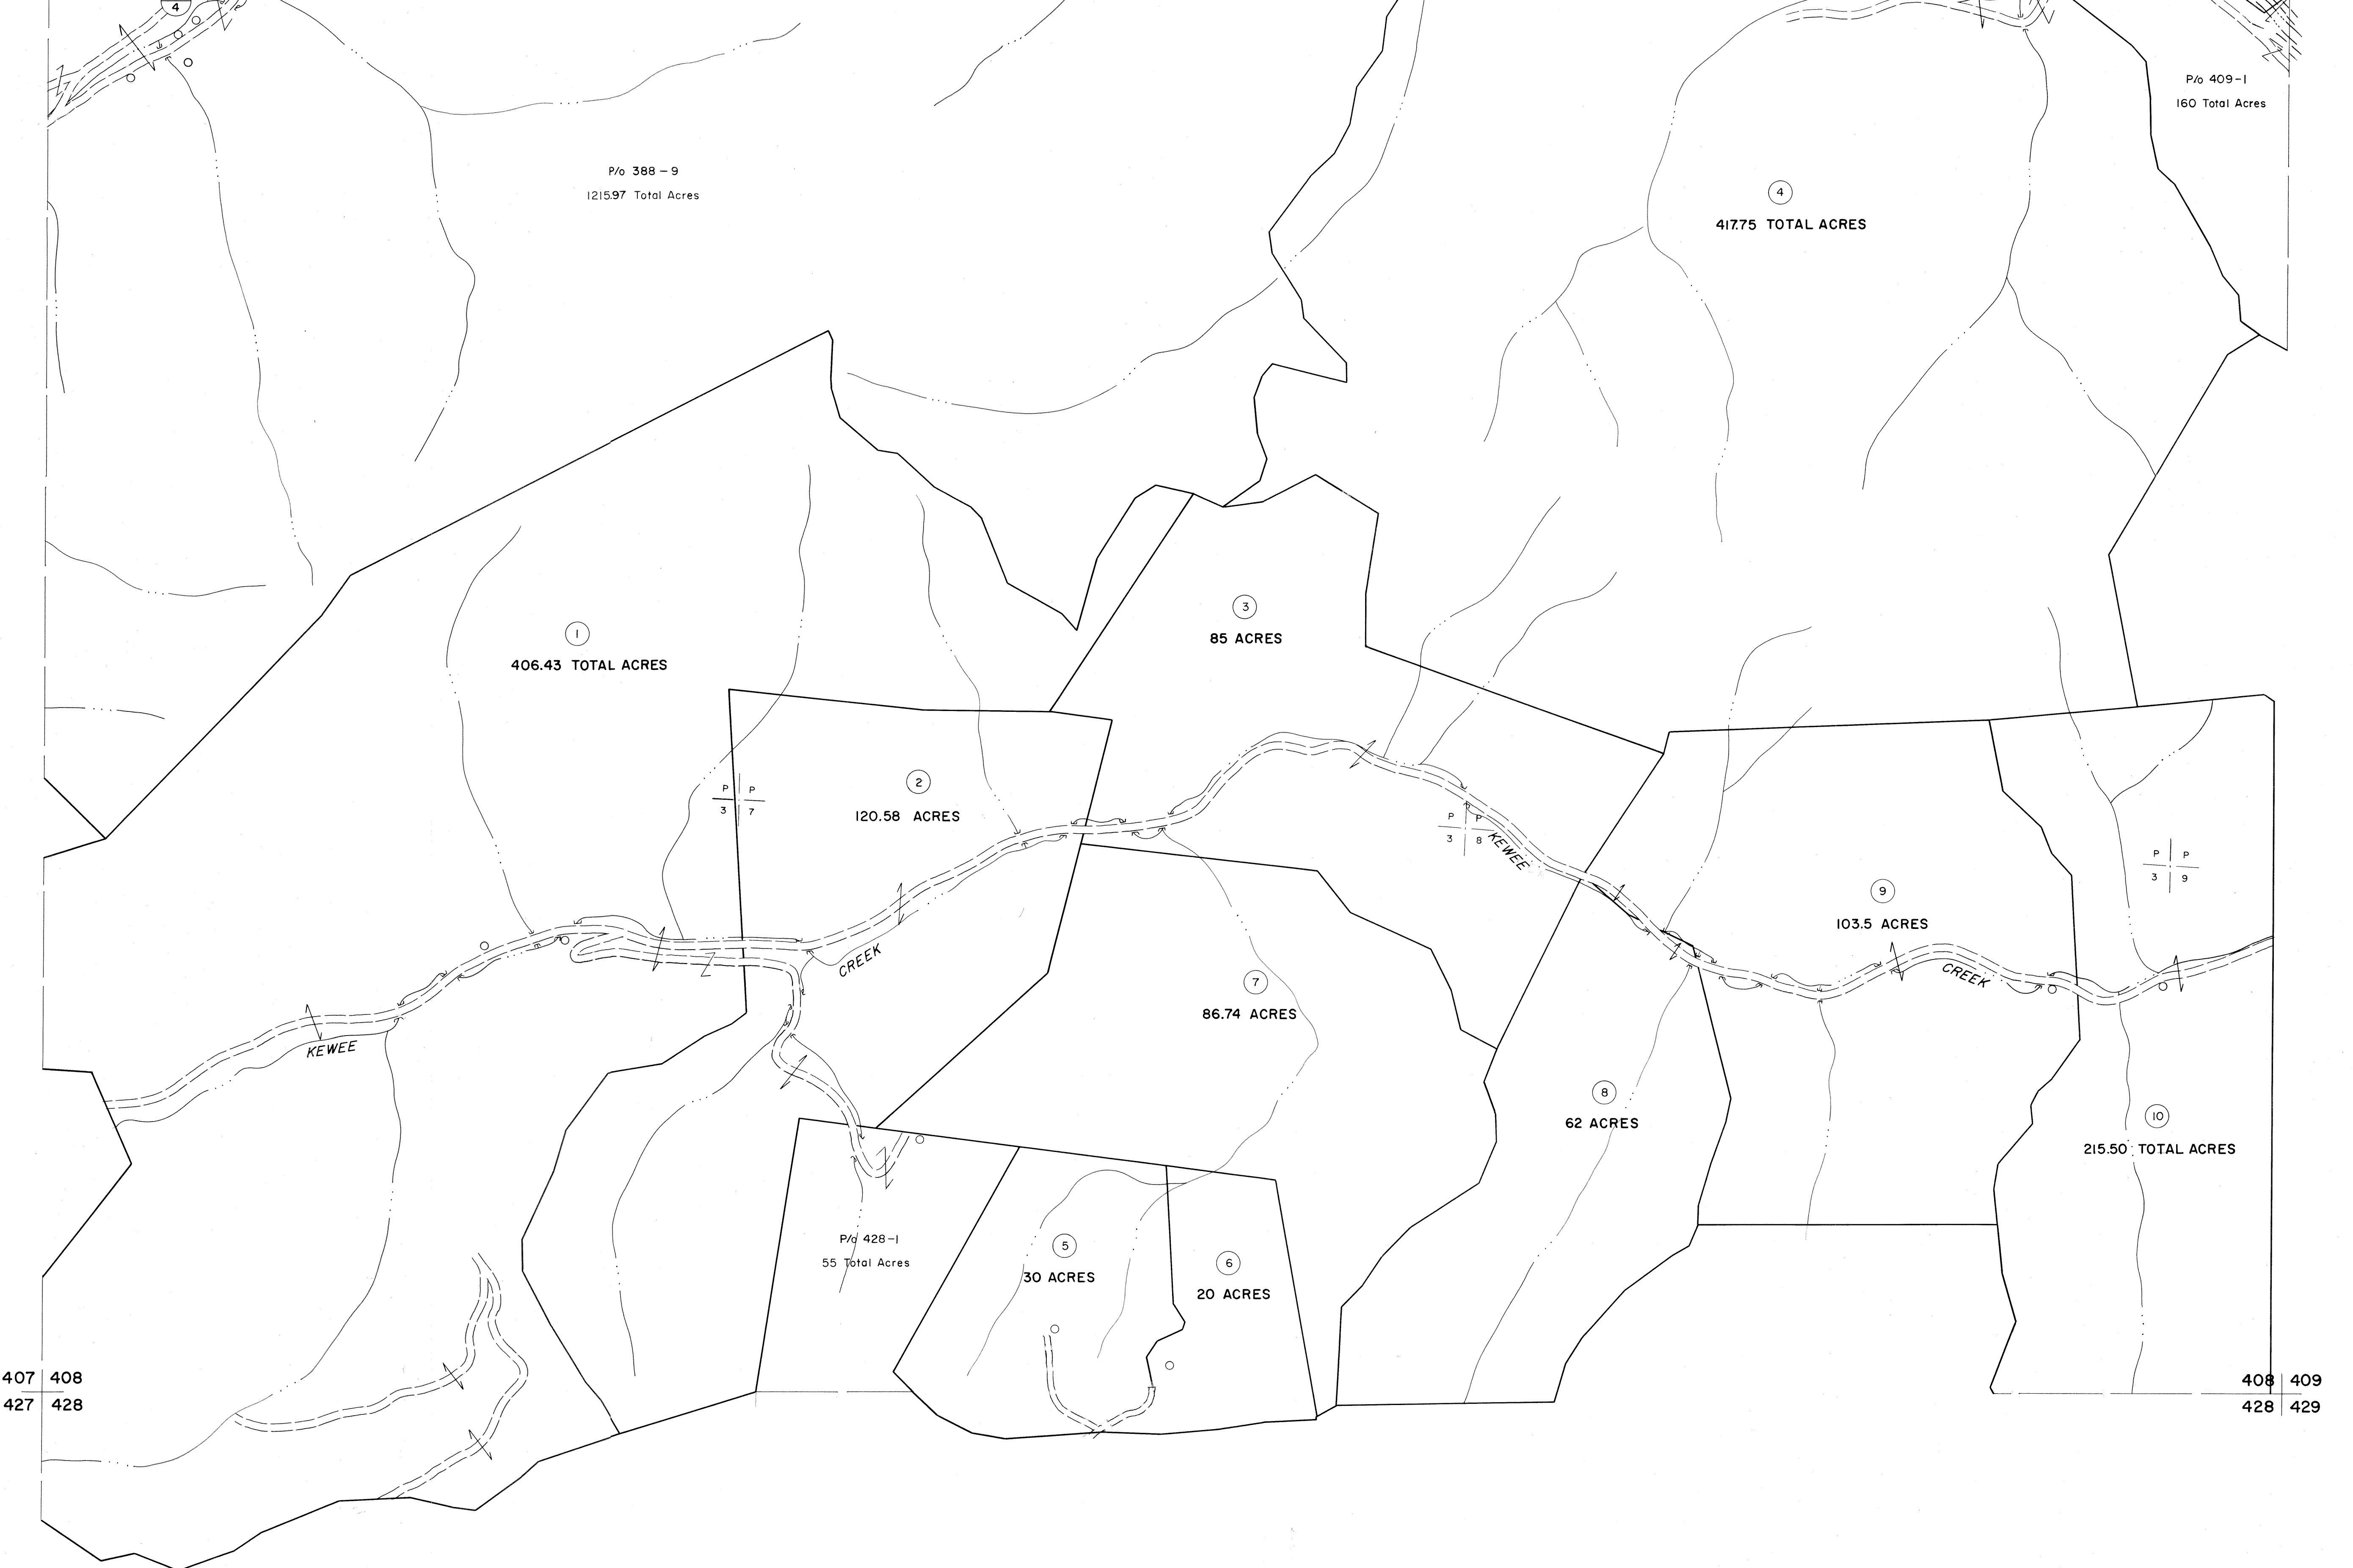 4
P/o 409-1
160 Total Acres
P/o 388-9
1215.97 Total Acres
4
417.75 TOTAL ACRES
3
85 ACRES
1
406.43 TOTAL ACRES
2
120.58 ACRES
P P
3 7
P P
3 8
KEWEE
P P
3 9
9
103.5 ACRES
CREEK
CREEK
7
86.74 ACRES
KEWEE
8
62 ACRES
10
215.50 TOTAL ACRES
P/o 428-1
55 Total Acres
5
30 ACRES
6
20 ACRES
407 408
427 428
408 409
428 429